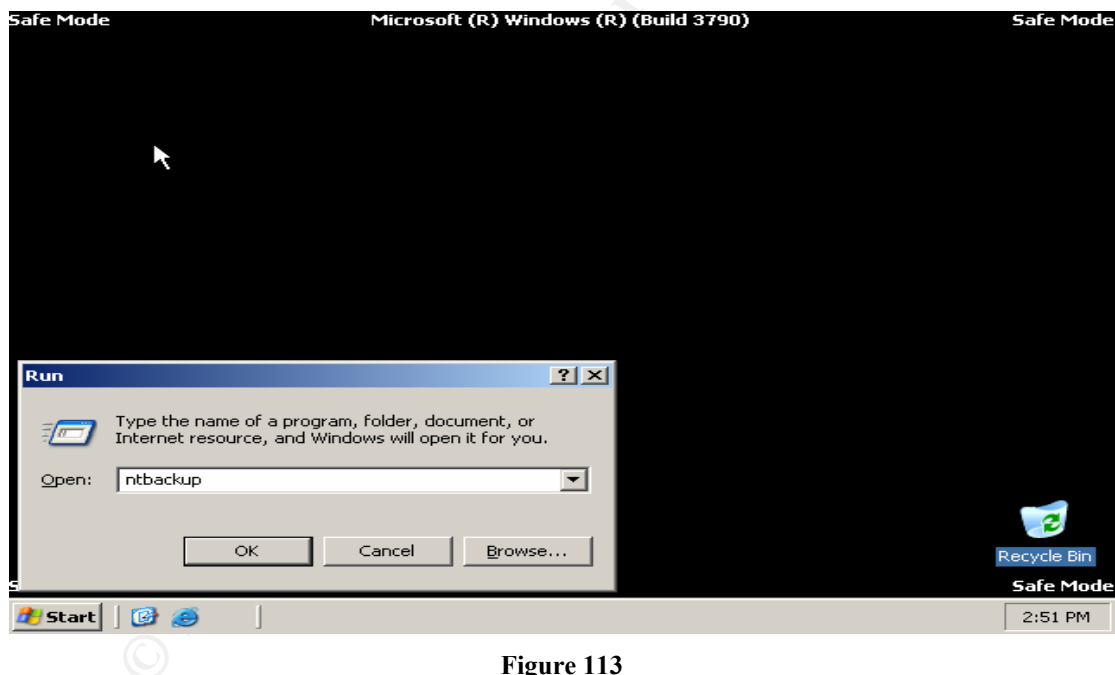 Safe Mode Microsoft (R) Windows (R) (Build 3790) Safe Mode
Run
Type the name of a program, folder, document, or
Internet resource, and Windows will open it for you.
Open: ntbackup
OK Cancel Browse...
Recycle Bin
Safe Mode
Start 2:51 PM
Figure 113